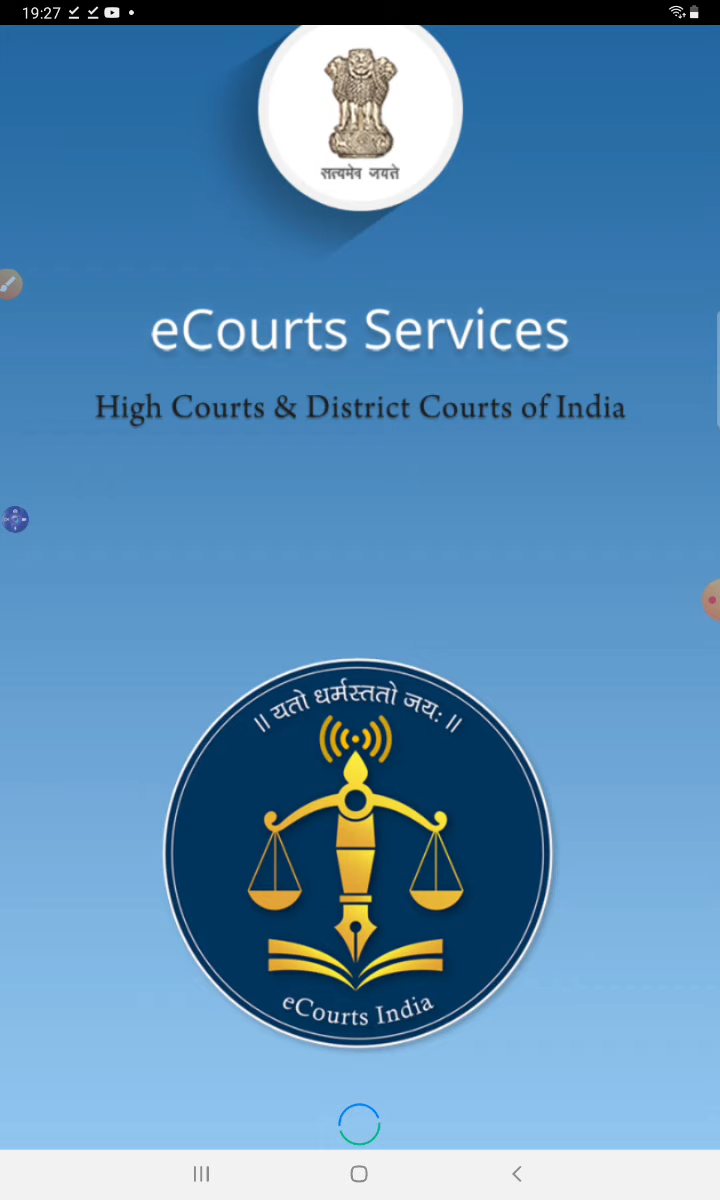 19:27
सत्यमेव जयते
eCourts Services
High Courts & District Courts of India
॥ यतो धर्मस्ततो जयः ॥
eCourts India